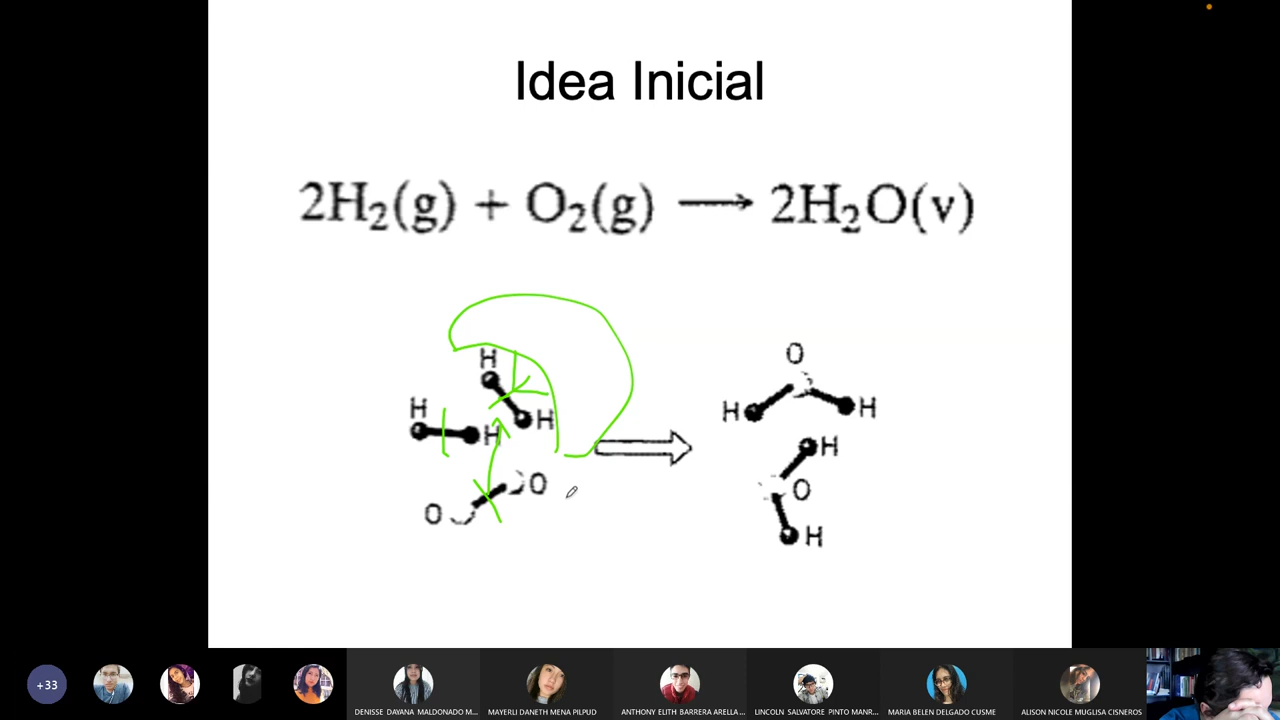 Idea Inicial
2H₂(g) + O₂(g) ⟶ 2H₂O(v)
H
H H
H H
O
O
O
H H
H
O
H
+33
DENISSE DAYANA MALDONADO M...
MAYERLI DANETH MENA PILPUD
ANTHONY ELITH BARRERA ARELLA...
LINCOLN SALVATORE PINTO MANR...
MARIA BELEN DELGADO CUSME
ALISON NICOLE MUGLISA CISNEROS